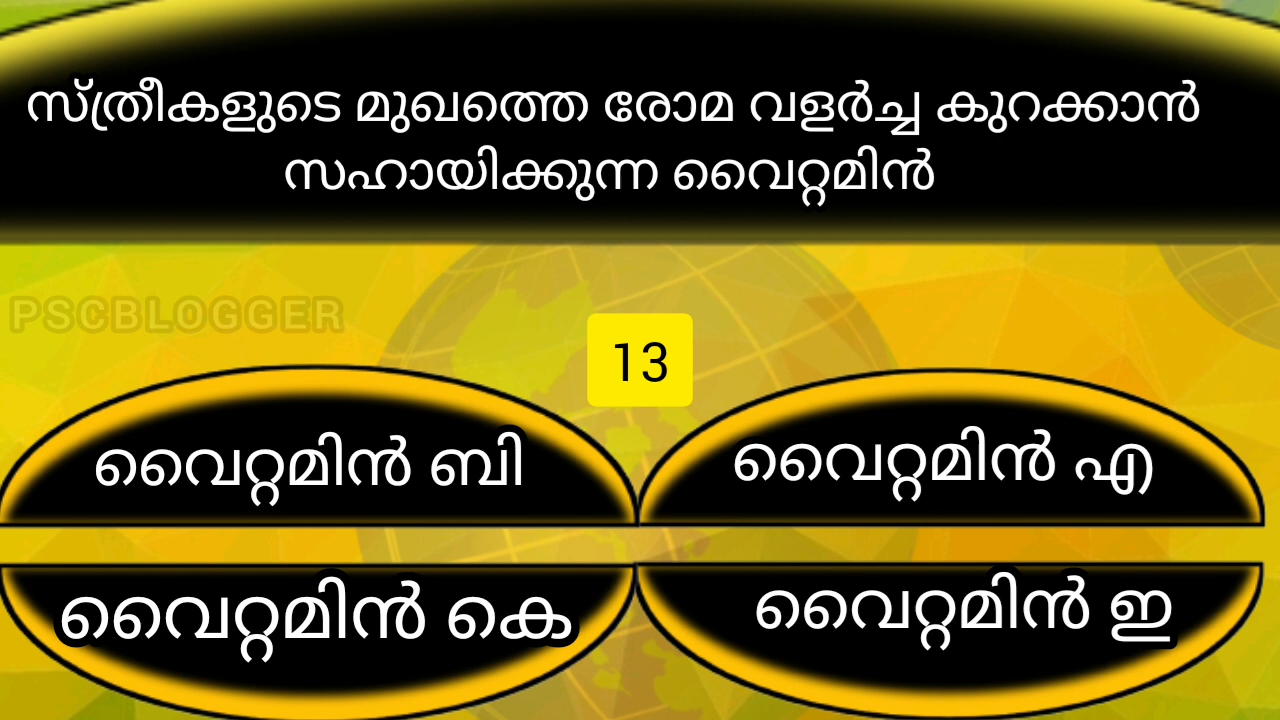 സ്ത്രീകളുടെ മുഖത്തെ രോമ വളർച്ച കുറക്കാൻ
സഹായിക്കുന്ന വൈറ്റമിൻ
PSCBLOGGER
13
വൈറ്റമിൻ ബി
വൈറ്റമിൻ എ
വൈറ്റമിൻ കെ
വൈറ്റമിൻ ഇ